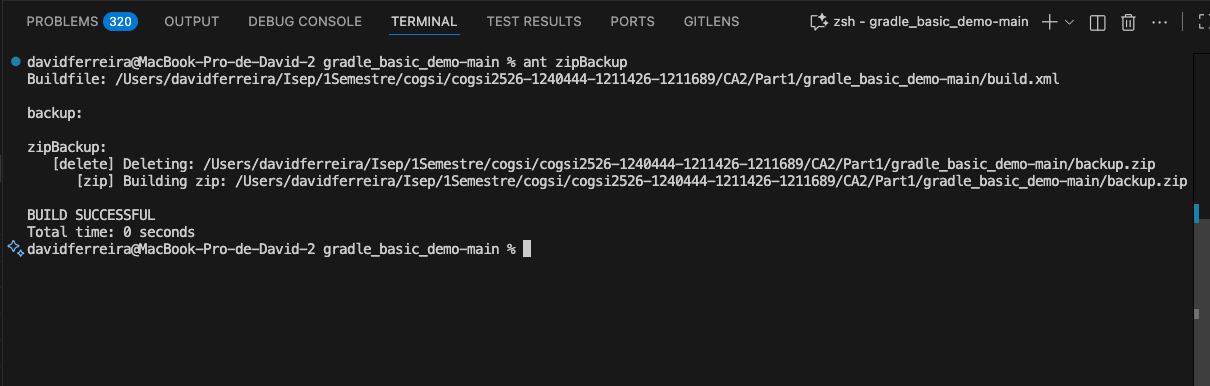 PROBLEMS 320 OUTPUT DEBUG CONSOLE TERMINAL TEST RESULTS PORTS GITLENS zsh - gradle_basic_demo-main
davidferreira@MacBook-Pro-de-David-2 gradle_basic_demo-main % ant zipBackup
Buildfile: /Users/davidferreira/Isep/1Semestre/cogsi/cogsi2526-1240444-1211426-1211689/CA2/Part1/gradle_basic_demo-main/build.xml
backup:
zipBackup:
[delete] Deleting: /Users/davidferreira/Isep/1Semestre/cogsi/cogsi2526-1240444-1211426-1211689/CA2/Part1/gradle_basic_demo-main/backup.zip
[zip] Building zip: /Users/davidferreira/Isep/1Semestre/cogsi/cogsi2526-1240444-1211426-1211689/CA2/Part1/gradle_basic_demo-main/backup.zip
BUILD SUCCESSFUL
Total time: 0 seconds
davidferreira@MacBook-Pro-de-David-2 gradle_basic_demo-main %